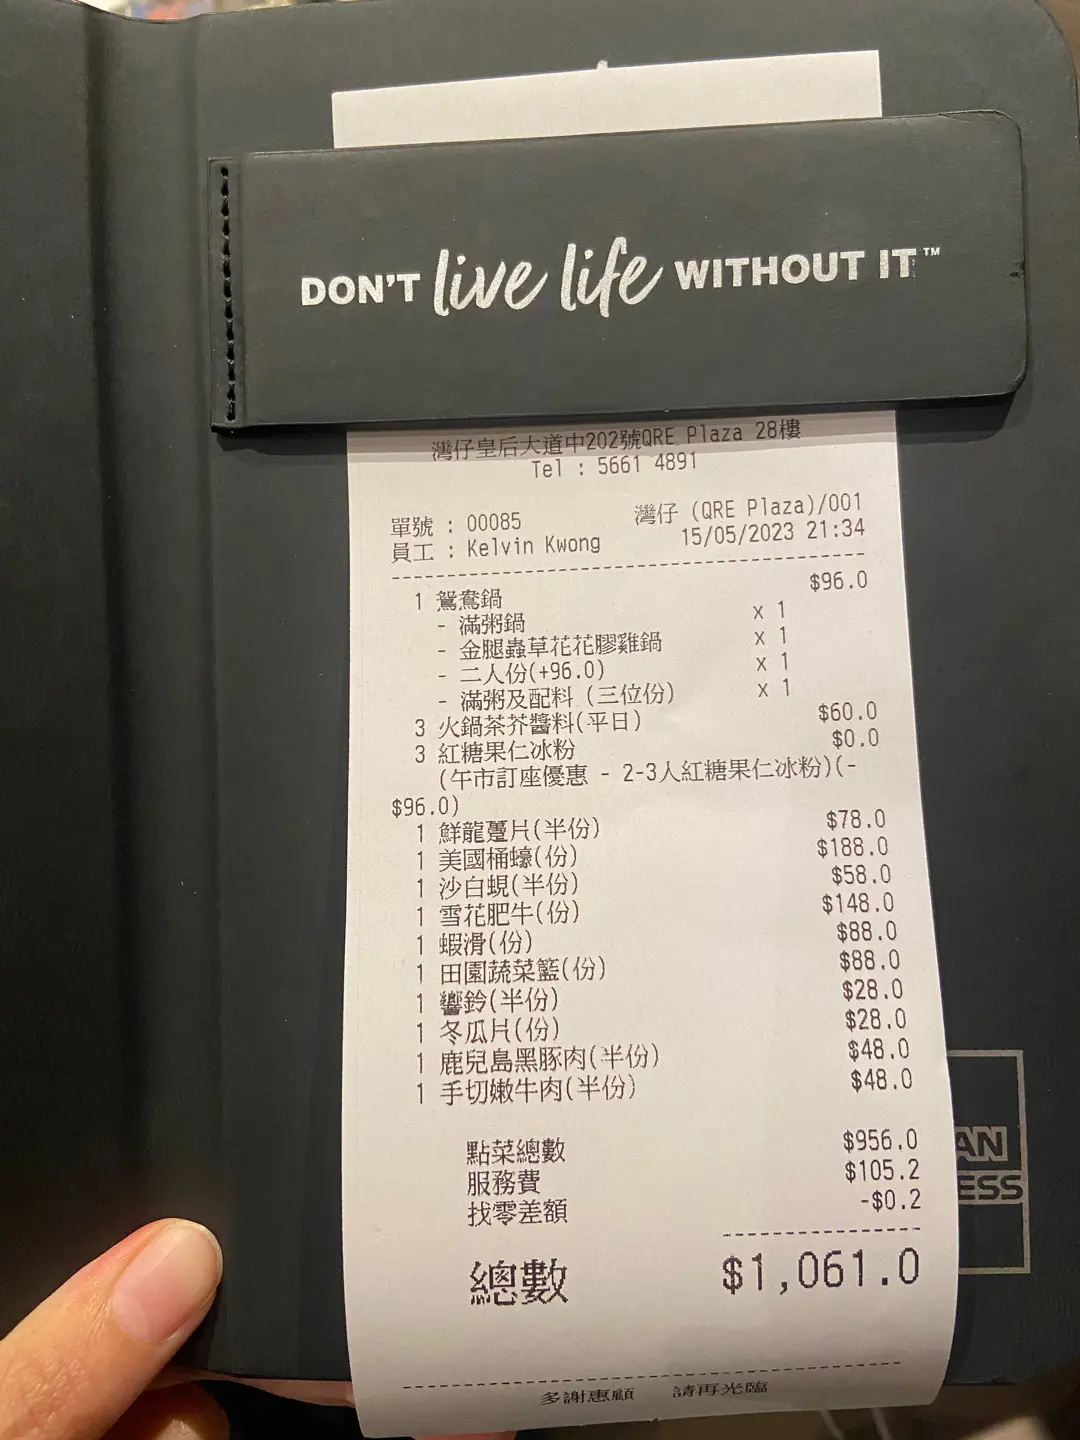 DON'T live life WITHOUT IT™
灣仔皇后大道中202號QRE Plaza 28樓
Tel : 5661 4891
單號 : 00085 灣仔 (QRE Plaza)/001
員工 : Kelvin Kwong 15/05/2023 21:34
1 鴛鴦鍋 $96.0
- 滿粥鍋 x 1
- 金腿蟲草花花膠雞鍋 x 1
- 二人份(+96.0) x 1
- 滿粥及配料 (三位份) x 1
3 火鍋茶芥醬料(平日) $60.0
3 紅糖果仁冰粉 $0.0
(午市訂座優惠 - 2-3人紅糖果仁冰粉)(-
$96.0)
1 鮮龍躉片(半份) $78.0
1 美國桶蠔(份) $188.0
1 沙白蜆(半份) $58.0
1 雪花肥牛(份) $148.0
1 蝦滑(份) $88.0
1 田園蔬菜籃(份) $88.0
1 響鈴(半份) $28.0
1 冬瓜片(份) $28.0
1 鹿兒島黑豚肉(半份) $48.0
1 手切嫩牛肉(半份) $48.0
點菜總數 $956.0
服務費 $105.2
找零差額 -$0.2
總數 $1,061.0
多謝惠顧 請再光臨
AN
ESS